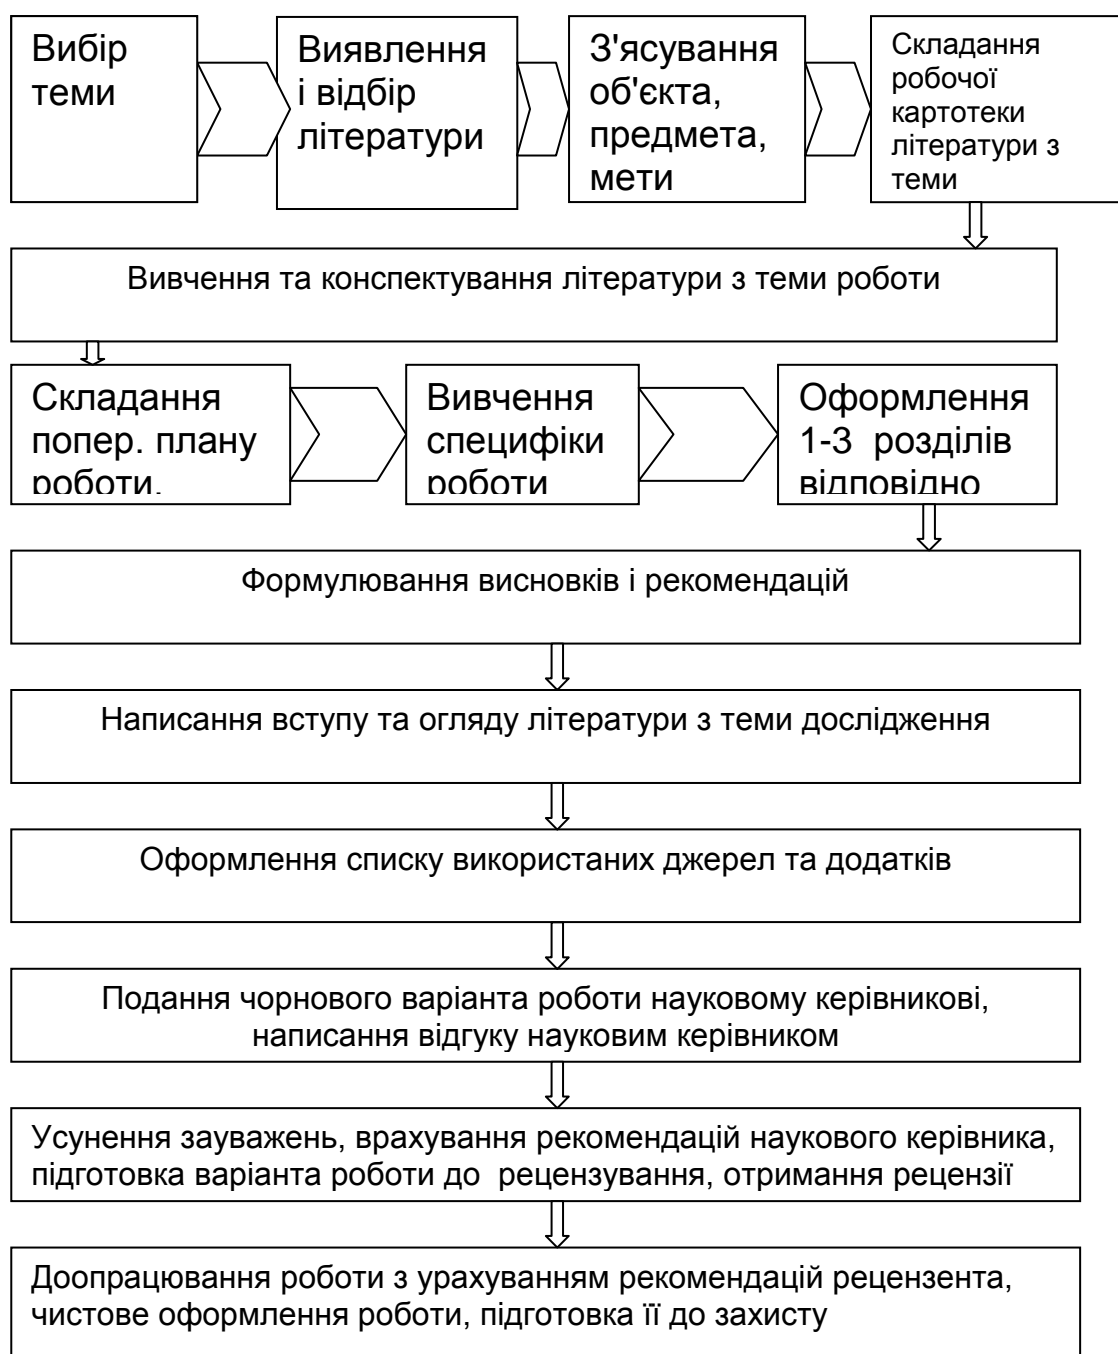 Вибір
теми
Виявлення
і відбір
літератури
З'ясування
об'єкта,
предмета,
мети
Складання
робочої
картотеки
літератури з
теми
Вивчення та конспектування літератури з теми роботи
Складання
попер. плану
роботи.
Вивчення
специфіки
роботи
Оформлення
1-3 розділів
відповідно
Формулювання висновків і рекомендацій
Написання вступу та огляду літератури з теми дослідження
Оформлення списку використаних джерел та додатків
Подання чорнового варіанта роботи науковому керівникові,
написання відгуку науковим керівником
Усунення зауважень, врахування рекомендацій наукового керівника,
підготовка варіанта роботи до рецензування, отримання рецензії
Доопрацювання роботи з урахуванням рекомендацій рецензента,
чистове оформлення роботи, підготовка її до захисту